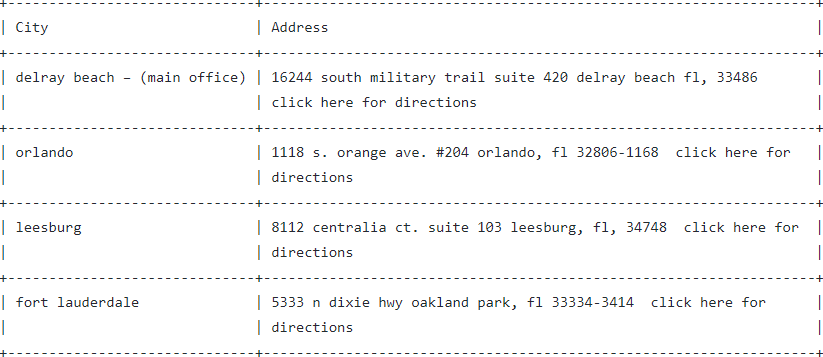 City Address
delray beach – (main office) 16244 south military trail suite 420 delray beach fl, 33486
click here for directions
orlando 1118 s. orange ave. #204 orlando, fl 32806-1168 click here for
directions
leesburg 8112 centralia ct. suite 103 leesburg, fl, 34748 click here for
directions
fort lauderdale 5333 n dixie hwy oakland park, fl 33334-3414 click here for
directions